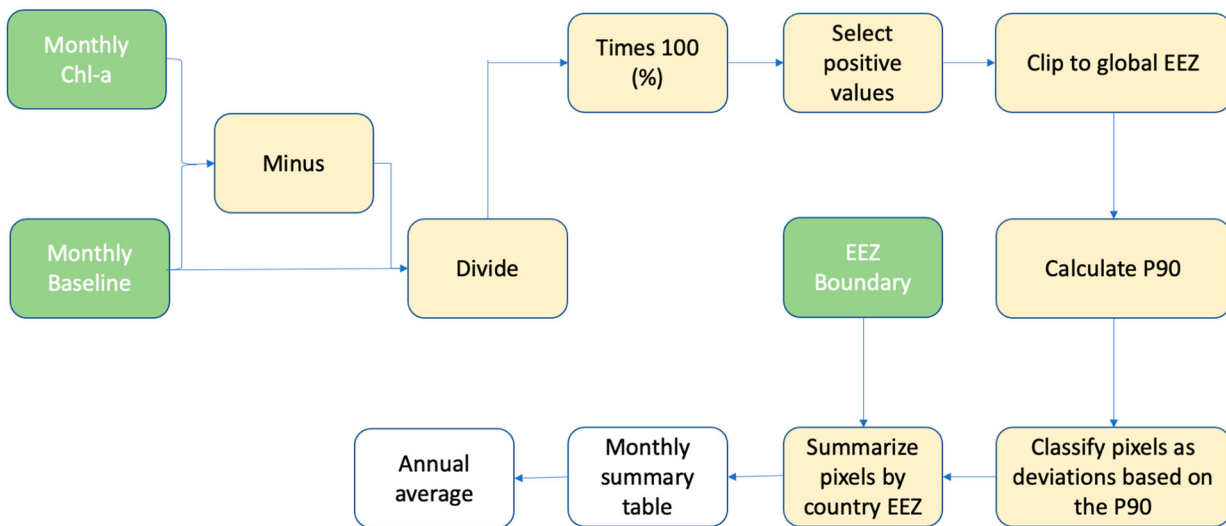 Monthly
Chl-a
Times 100
(%)
Select
positive
values
Clip to global EEZ
Minus
Monthly
Baseline
Divide
EEZ
Boundary
Calculate P90
Annual
average
Monthly
summary
table
Summarize
pixels by
country EEZ
Classify pixels as
deviations based on
the P90